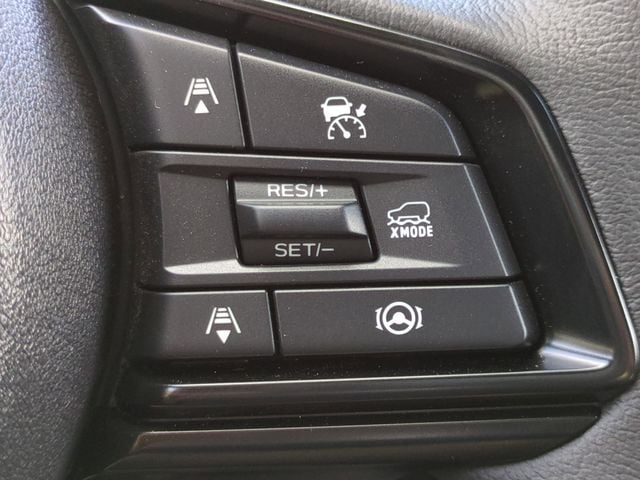 RES/+
SET/–
XMODE